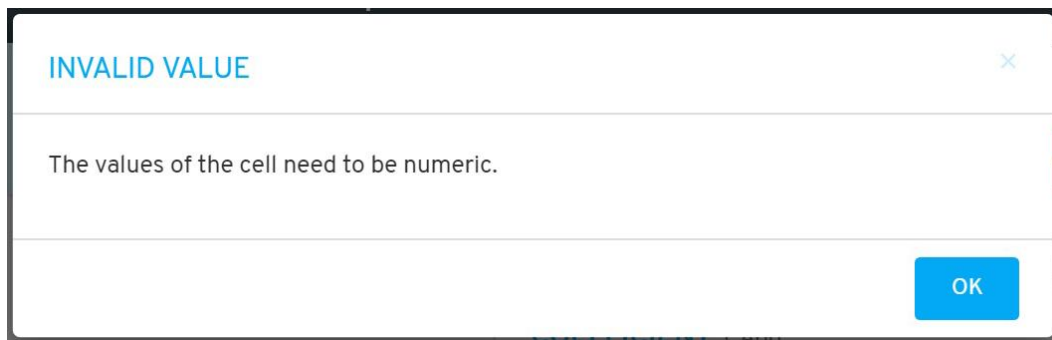 INVALID VALUE
×
The values of the cell need to be numeric.
OK